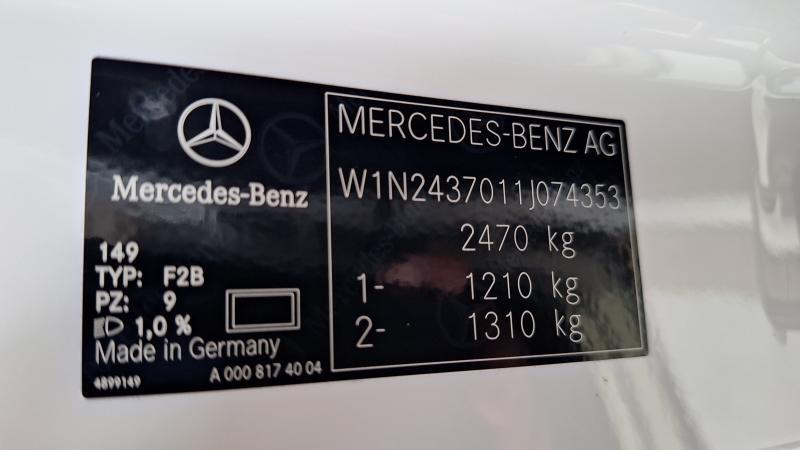 Mercedes-Benz
149
TYP: F2B
PZ: 9
1,0 %
Made in Germany
4899149
A 000 817 40 04
MERCEDES-BENZ AG
W1N2437011J074353
2470 kg
1- 1210 kg
2- 1310 kg